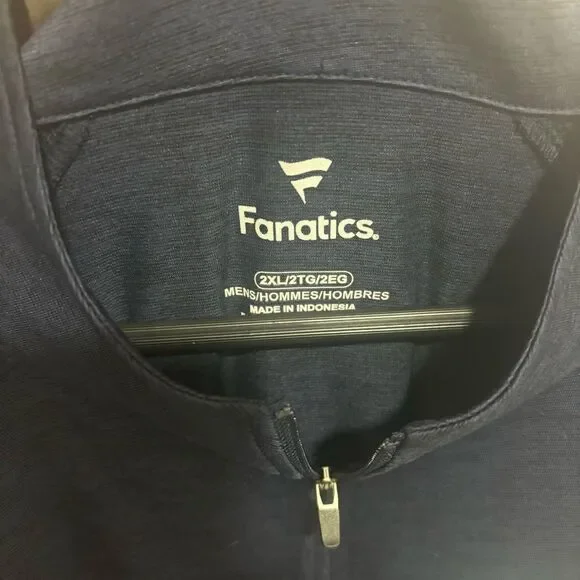 Fanatics.
2XL/2TG/2EG
MENS/HOMMES/HOMBRES
MADE IN INDONESIA